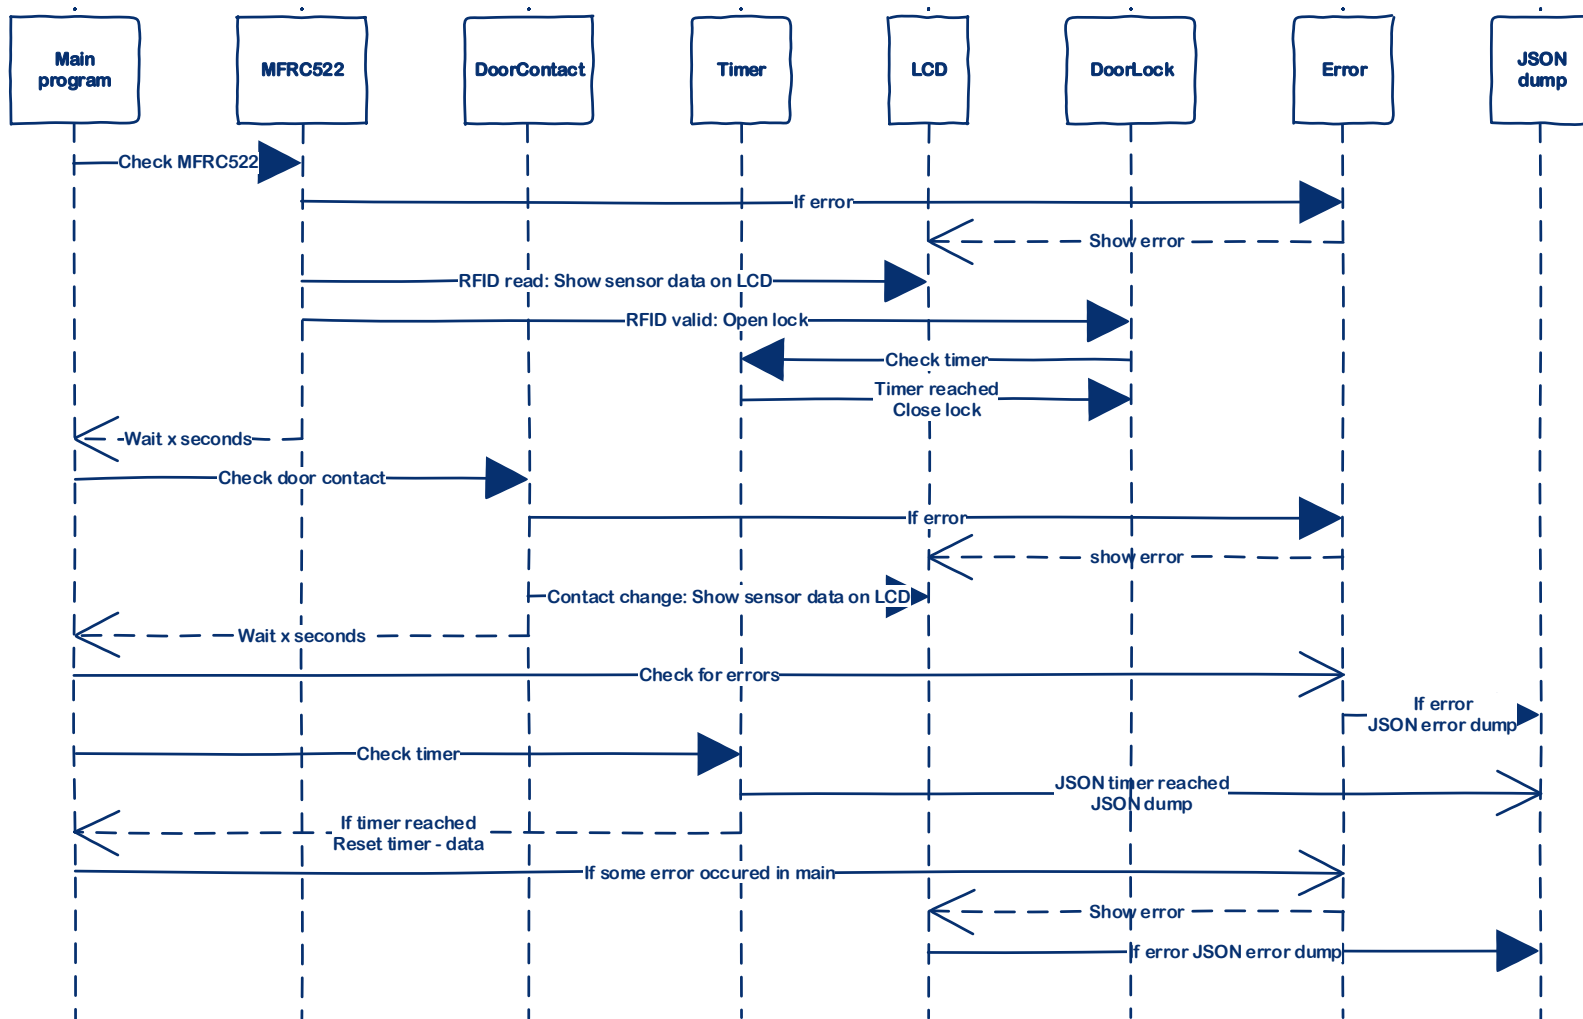 Main
program
MFRC522
DoorContact
Timer
LCD
DoorLock
Error
JSON
dump
Check MFRC522
If error
Show error
RFID read: Show sensor data on LCD
RFID valid: Open lock
Check timer
Timer reached
Close lock
Wait x seconds
Check door contact
If error
show error
Contact change: Show sensor data on LCD
Wait x seconds
Check for errors
If error
JSON error dump
Check timer
JSON timer reached
JSON dump
If timer reached
Reset timer - data
If some error occured in main
Show error
If error JSON error dump